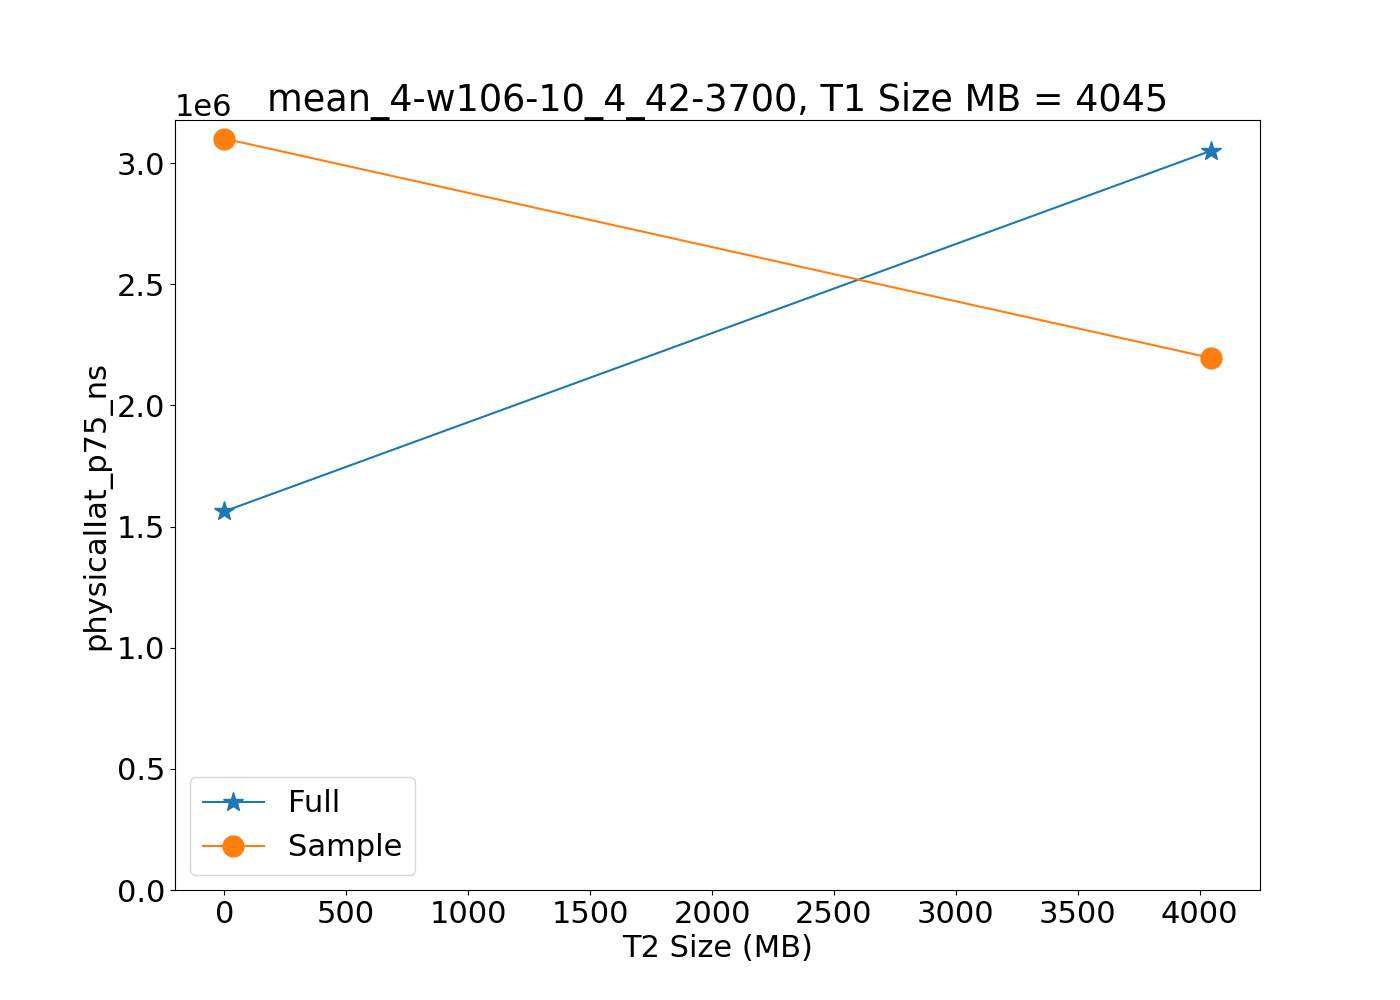 1e6
mean_4-w106-10_4_42-3700, T1 Size MB = 4045
physicallat_p75_ns
3.0
2.5
2.0
1.5
1.0
0.5
0.0
Full
Sample
0 500 1000 1500 2000 2500 3000 3500 4000
T2 Size (MB)